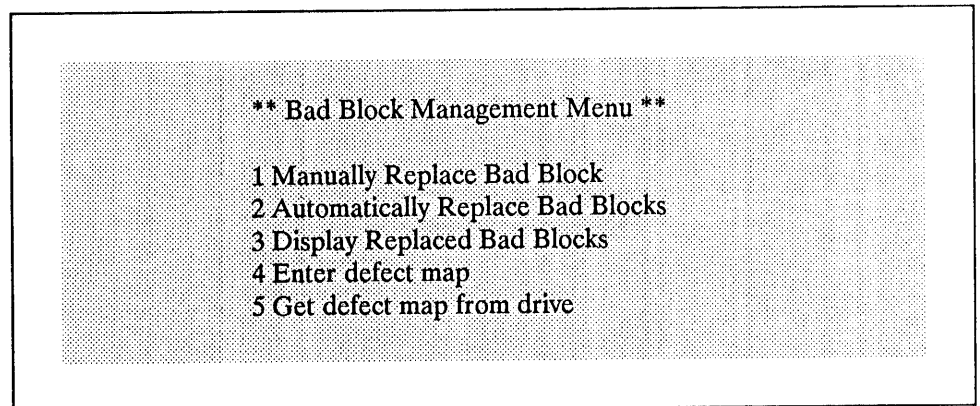 ** Bad Block Management Menu **
1 Manually Replace Bad Block
2 Automatically Replace Bad Blocks
3 Display Replaced Bad Blocks
4 Enter defect map
5 Get defect map from drive